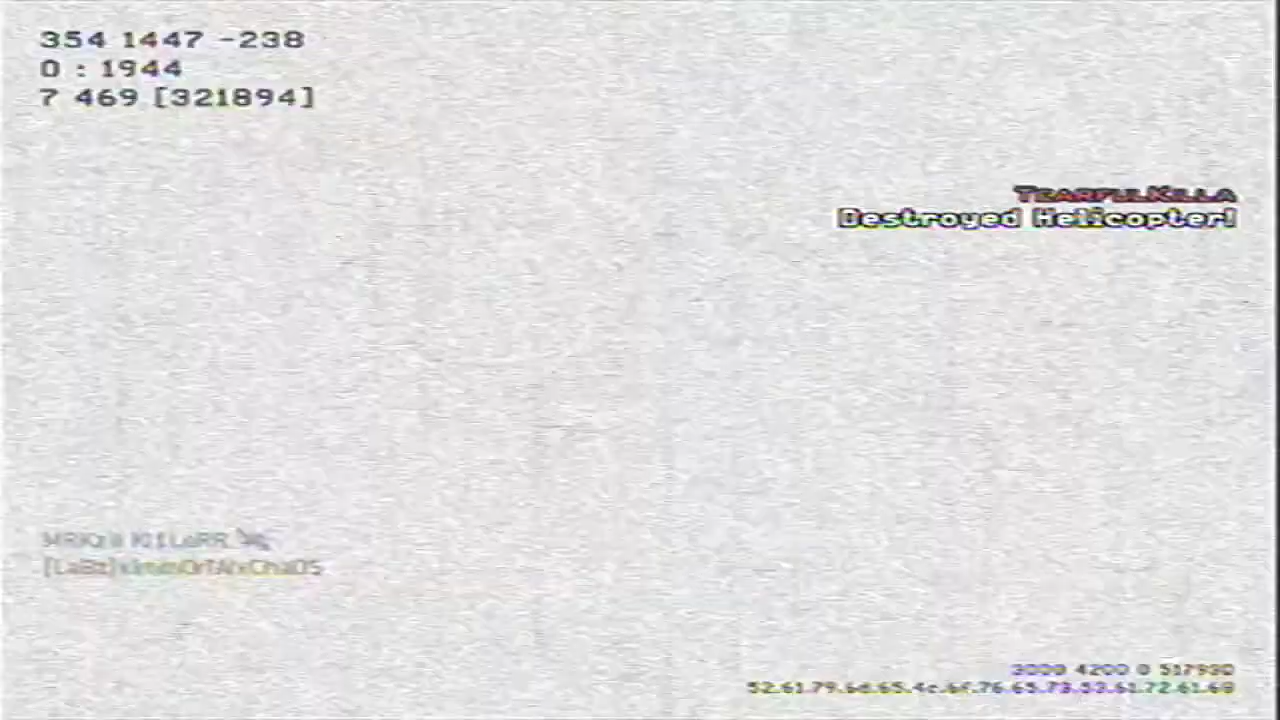 354 1447 -238
0 : 1944
7 469 [321894]
TearfulKilla
Destroyed Helicopter!
3000 4200 0 517930
52.61.79.6d.65.4c.6f.76.65.73.53.61.72.61.68